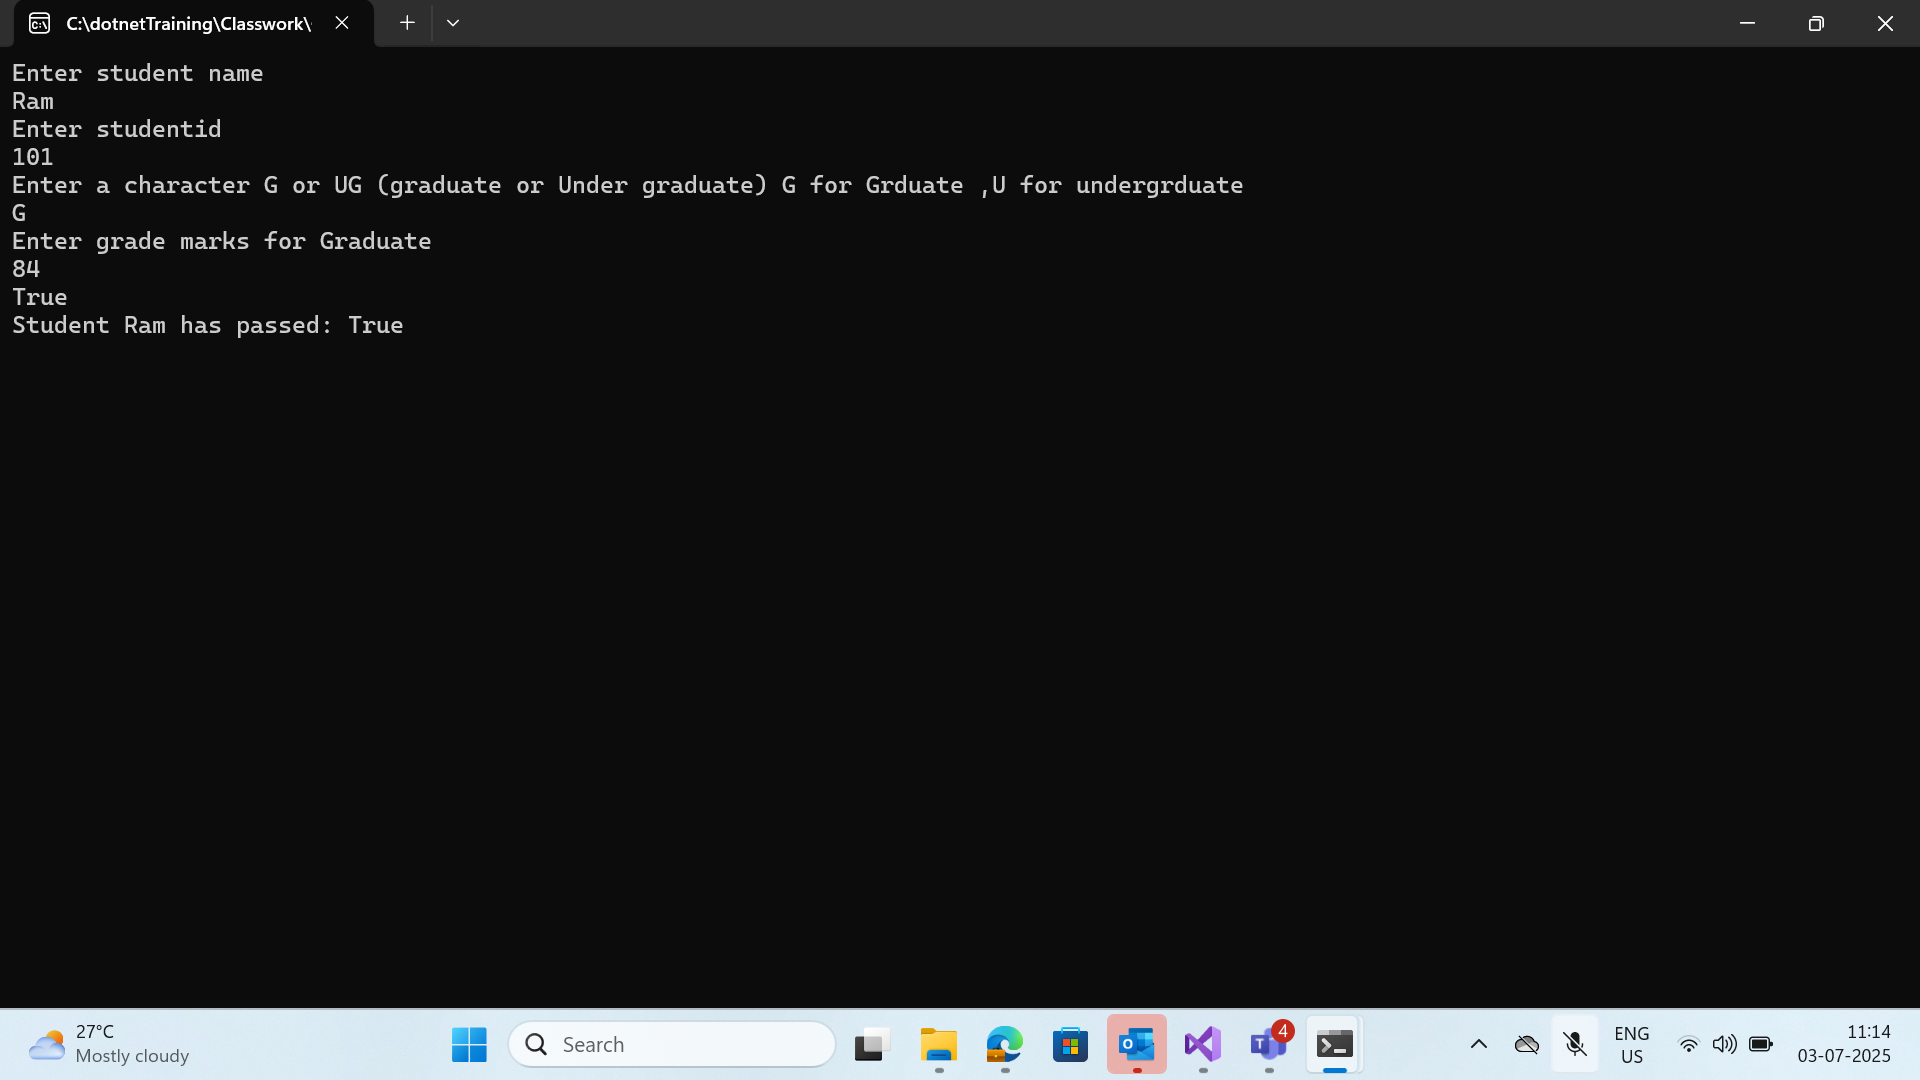 C:\dotnetTraining\Classwork\
Enter student name
Ram
Enter studentid
101
Enter a character G or UG (graduate or Under graduate) G for Grduate ,U for undergrduate
G
Enter grade marks for Graduate
84
True
Student Ram has passed: True
27°C
Mostly cloudy
Search
4
ENG
US
11:14
03-07-2025